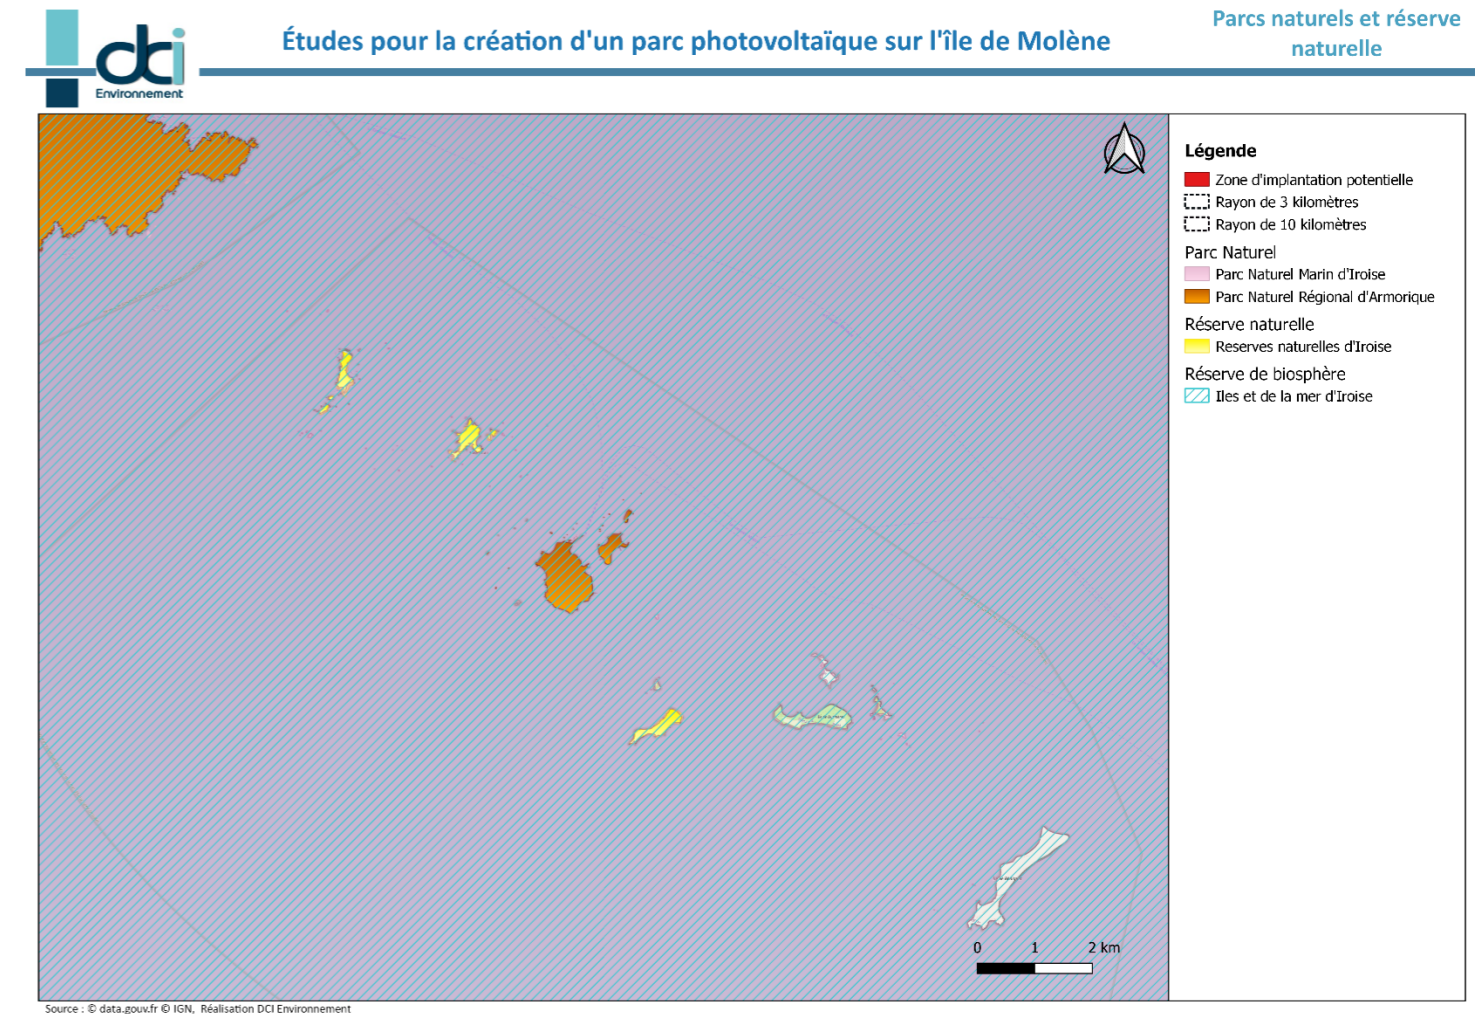 dci
Environnement
Études pour la création d'un parc photovoltaïque sur l'île de Molène
Parcs naturels et réserve
naturelle
Légende
Zone d'implantation potentielle
Rayon de 3 kilomètres
Rayon de 10 kilomètres
Parc Naturel
Parc Naturel Marin d'Iroise
Parc Naturel Régional d'Armorique
Réserve naturelle
Reserves naturelles d'Iroise
Réserve de biosphère
Iles et de la mer d'Iroise
0 1 2 km
Source : © data.gouv.fr © IGN, Réalisation DCI Environnement